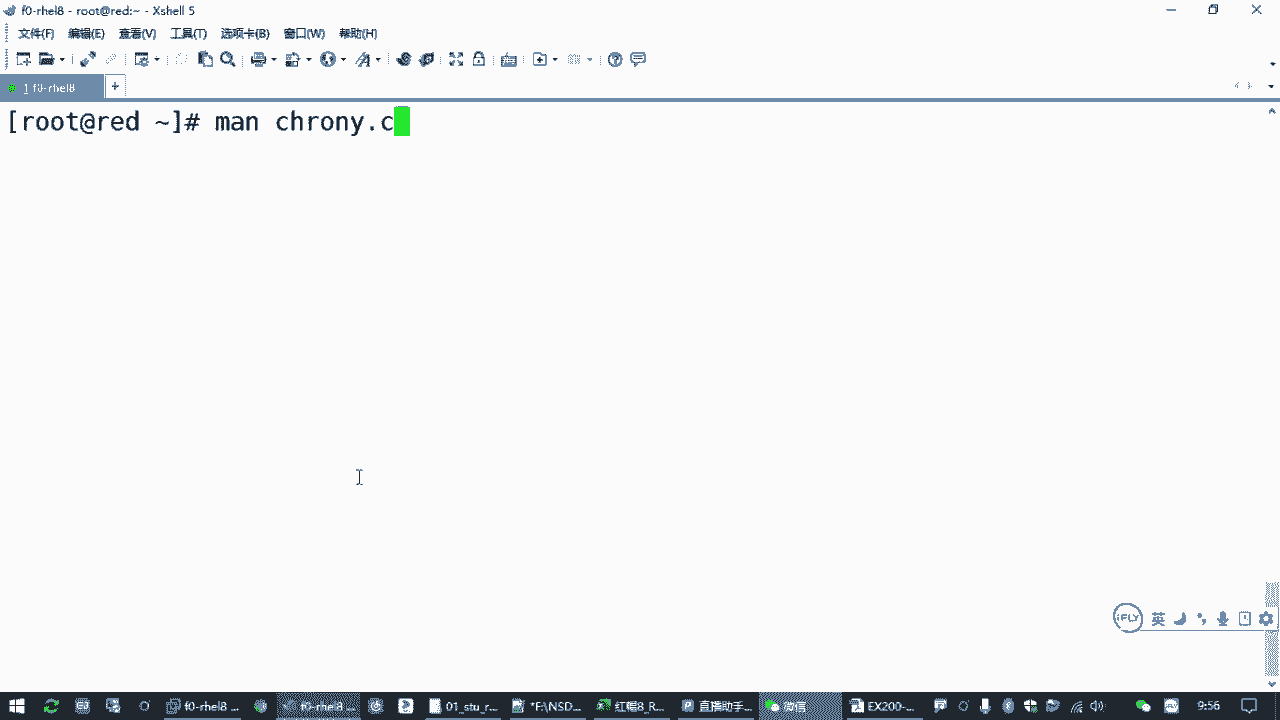 f0-rhel8 - root@red:~ - Xshell 5
文件(F) 编辑(E) 查看(V) 工具(T) 选项卡(B) 窗口(W) 帮助(H)
1 f0-rhel8 +
[root@red ~]# man chrony.c
iFLY 英
f0-rhel8 ... f0-rhel8 ... 01_stu_r... *F:\NSD... 红帽8_R... 直播助手... 微信 EX200-... 9:56